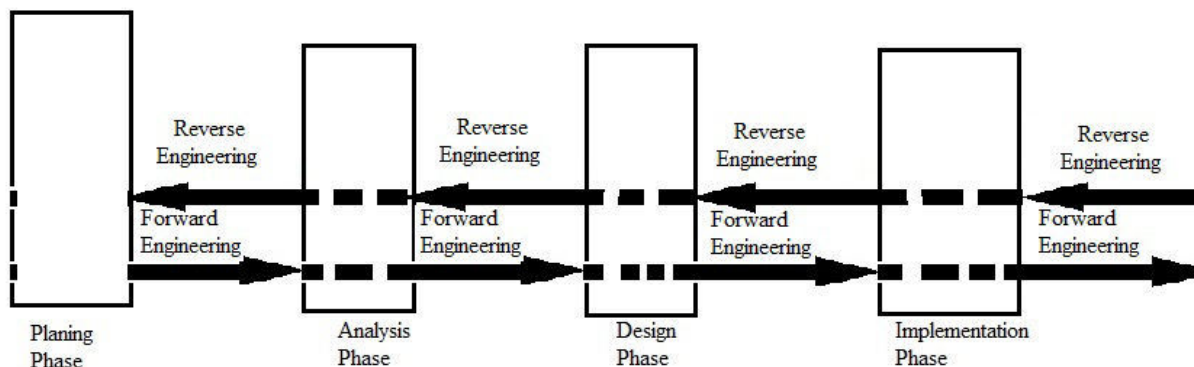 Reverse
Engineering
Reverse
Engineering
Reverse
Engineering
Reverse
Engineering
Forward
Engineering
Forward
Engineering
Forward
Engineering
Forward
Engineering
Planing
Phase
Analysis
Phase
Design
Phase
Implementation
Phase